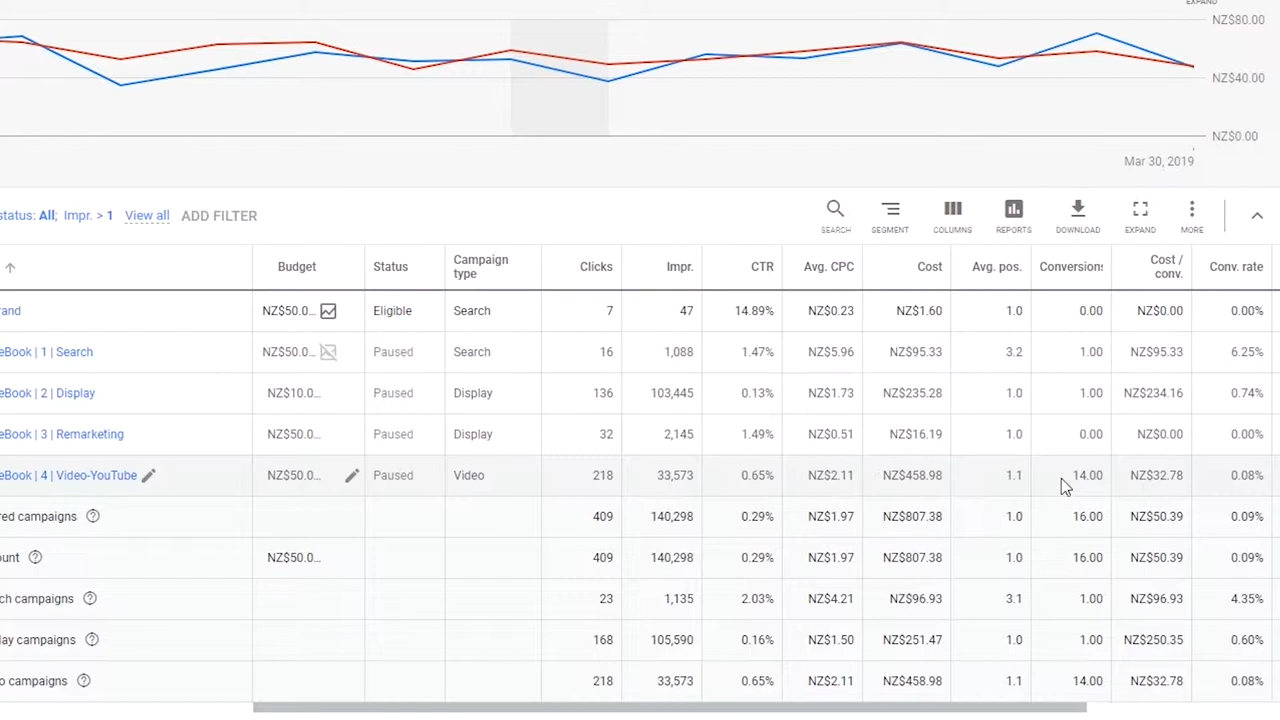 EXPAND
NZ$80.00
NZ$40.00
NZ$0.00
Mar 30, 2019
status: All; Impr. > 1 View all ADD FILTER
SEARCH SEGMENT COLUMNS REPORTS DOWNLOAD EXPAND MORE
Budget Status Campaign type Clicks Impr. CTR Avg. CPC Cost Avg. pos. Conversions Cost / conv. Conv. rate
rand NZ$50.0... Eligible Search 7 47 14.89% NZ$0.23 NZ$1.60 1.0 0.00 NZ$0.00 0.00%
eBook | 1 | Search NZ$50.0... Paused Search 16 1,088 1.47% NZ$5.96 NZ$95.33 3.2 1.00 NZ$95.33 6.25%
eBook | 2 | Display NZ$10.0... Paused Display 136 103,445 0.13% NZ$1.73 NZ$235.28 1.0 1.00 NZ$234.16 0.74%
eBook | 3 | Remarketing NZ$50.0... Paused Display 32 2,145 1.49% NZ$0.51 NZ$16.19 1.0 0.00 NZ$0.00 0.00%
eBook | 4 | Video-YouTube NZ$50.0... Paused Video 218 33,573 0.65% NZ$2.11 NZ$458.98 1.1 14.00 NZ$32.78 0.08%
red campaigns 409 140,298 0.29% NZ$1.97 NZ$807.38 1.0 16.00 NZ$50.39 0.09%
ount NZ$50.0... 409 140,298 0.29% NZ$1.97 NZ$807.38 1.0 16.00 NZ$50.39 0.09%
ch campaigns 23 1,135 2.03% NZ$4.21 NZ$96.93 3.1 1.00 NZ$96.93 4.35%
lay campaigns 168 105,590 0.16% NZ$1.50 NZ$251.47 1.0 1.00 NZ$250.35 0.60%
o campaigns 218 33,573 0.65% NZ$2.11 NZ$458.98 1.1 14.00 NZ$32.78 0.08%